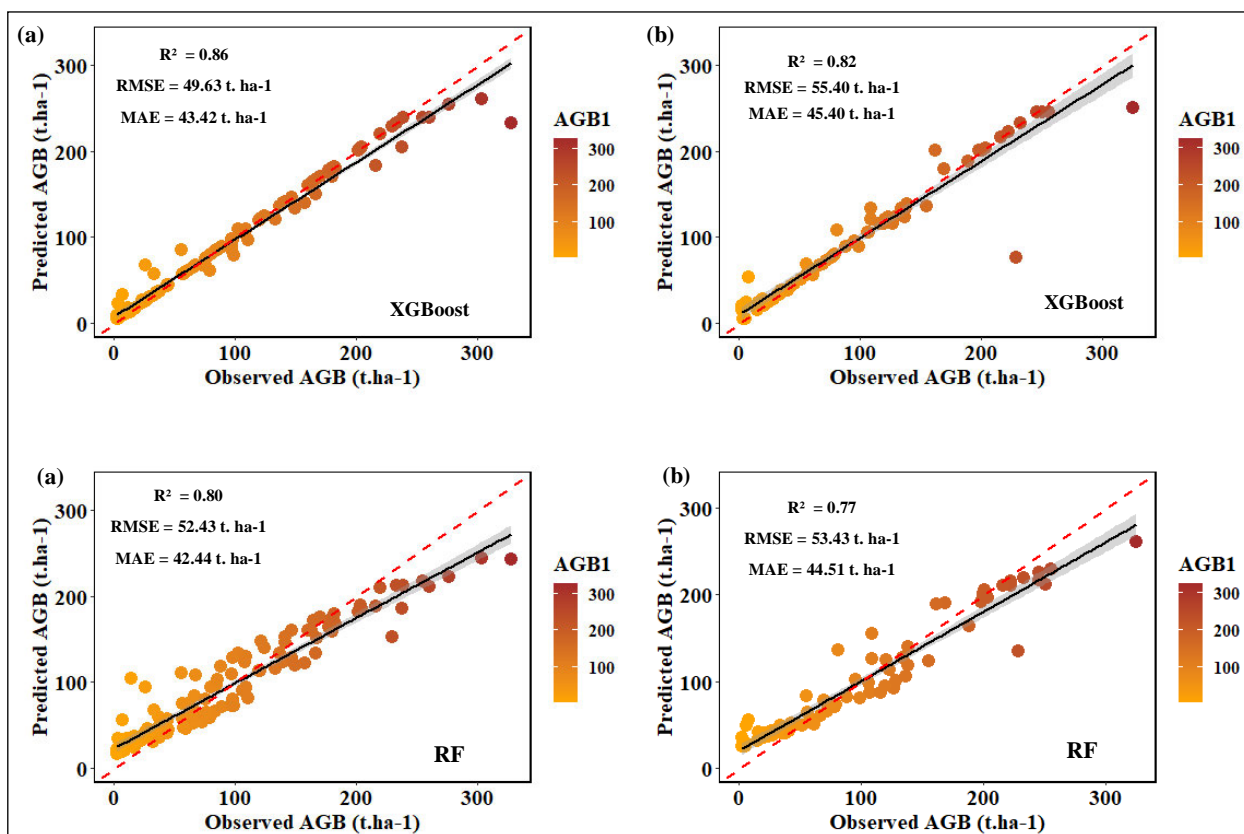 (a)
R² = 0.86
RMSE = 49.63 t. ha-1
MAE = 43.42 t. ha-1
XGBoost
Predicted AGB (t.ha-1)
300
200
100
0
0 100 200 300
Observed AGB (t.ha-1)
AGB1
300
200
100
(b)
R² = 0.82
RMSE = 55.40 t. ha-1
MAE = 45.40 t. ha-1
XGBoost
Predicted AGB (t.ha-1)
300
200
100
0
0 100 200 300
Observed AGB (t.ha-1)
AGB1
300
200
100
(a)
R² = 0.80
RMSE = 52.43 t. ha-1
MAE = 42.44 t. ha-1
RF
Predicted AGB (t.ha-1)
300
200
100
0
0 100 200 300
Observed AGB (t.ha-1)
AGB1
300
200
100
(b)
R² = 0.77
RMSE = 53.43 t. ha-1
MAE = 44.51 t. ha-1
RF
Predicted AGB (t.ha-1)
300
200
100
0
0 100 200 300
Observed AGB (t.ha-1)
AGB1
300
200
100